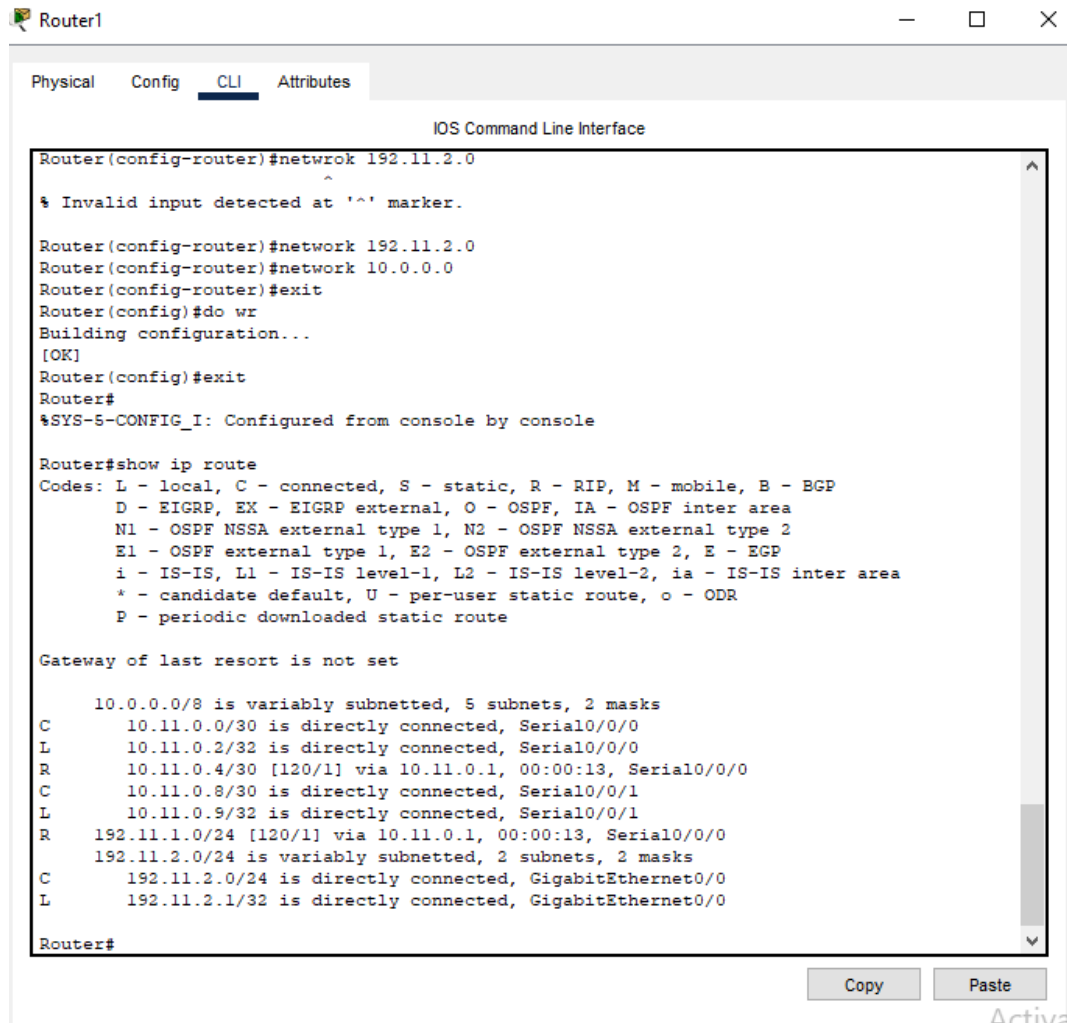 Router1
Physical Config CLI Attributes
IOS Command Line Interface
Router(config-router)#netwrok 192.11.2.0
^
% Invalid input detected at '^' marker.
Router(config-router)#network 192.11.2.0
Router(config-router)#network 10.0.0.0
Router(config-router)#exit
Router(config)#do wr
Building configuration...
[OK]
Router(config)#exit
Router#
%SYS-5-CONFIG_I: Configured from console by console
Router#show ip route
Codes: L - local, C - connected, S - static, R - RIP, M - mobile, B - BGP
D - EIGRP, EX - EIGRP external, O - OSPF, IA - OSPF inter area
N1 - OSPF NSSA external type 1, N2 - OSPF NSSA external type 2
E1 - OSPF external type 1, E2 - OSPF external type 2, E - EGP
i - IS-IS, L1 - IS-IS level-1, L2 - IS-IS level-2, ia - IS-IS inter area
* - candidate default, U - per-user static route, o - ODR
P - periodic downloaded static route
Gateway of last resort is not set
10.0.0.0/8 is variably subnetted, 5 subnets, 2 masks
C 10.11.0.0/30 is directly connected, Serial0/0/0
L 10.11.0.2/32 is directly connected, Serial0/0/0
R 10.11.0.4/30 [120/1] via 10.11.0.1, 00:00:13, Serial0/0/0
C 10.11.0.8/30 is directly connected, Serial0/0/1
L 10.11.0.9/32 is directly connected, Serial0/0/1
R 192.11.1.0/24 [120/1] via 10.11.0.1, 00:00:13, Serial0/0/0
192.11.2.0/24 is variably subnetted, 2 subnets, 2 masks
C 192.11.2.0/24 is directly connected, GigabitEthernet0/0
L 192.11.2.1/32 is directly connected, GigabitEthernet0/0
Router#
Copy Paste